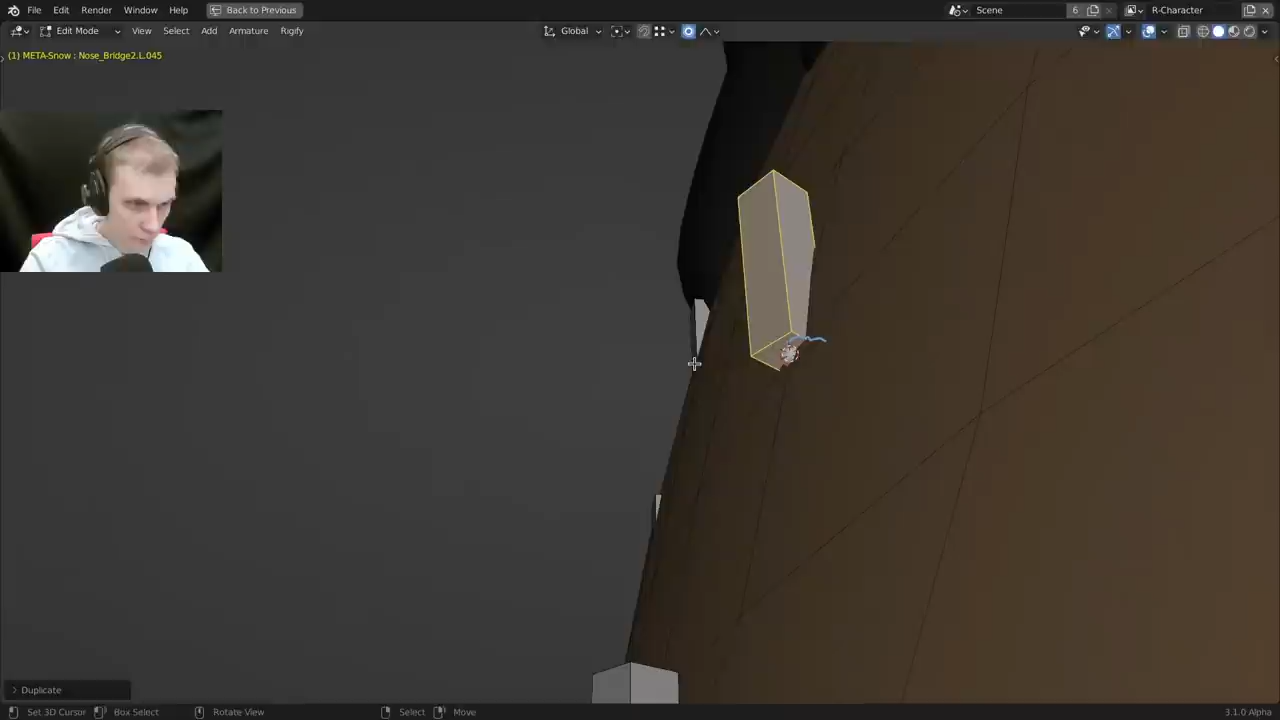 File Edit Render Window Help Back to Previous Scene 6 R-Character
Edit Mode View Select Add Armature Rigify Global
(1) META-Snow : Nose_Bridge2.L.045
Duplicate
Set 3D Cursor Box Select Rotate View Select Move 3.1.0 Alpha